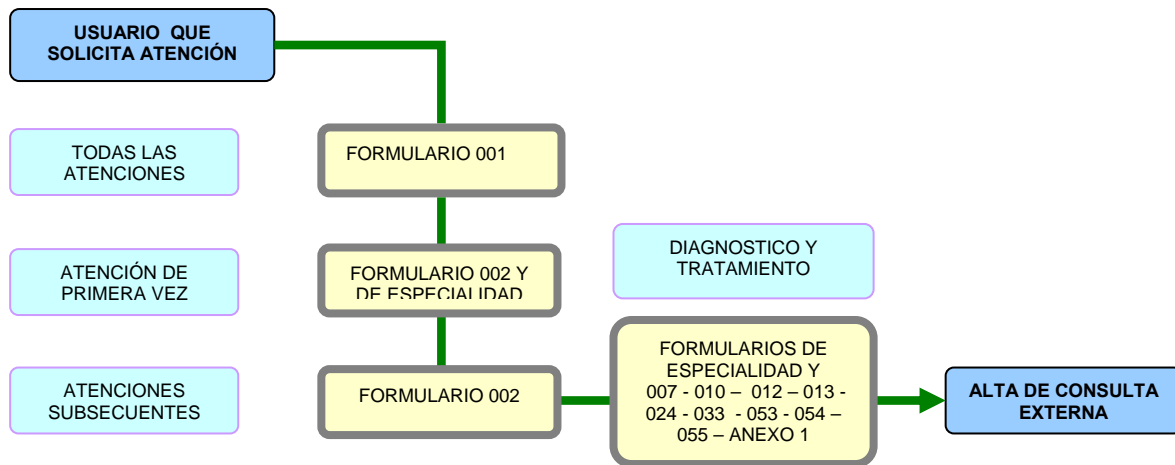 USUARIO QUE
SOLICITA ATENCIÓN
TODAS LAS
ATENCIONES
FORMULARIO 001
ATENCIÓN DE
PRIMERA VEZ
FORMULARIO 002 Y
DE ESPECIALIDAD
DIAGNOSTICO Y
TRATAMIENTO
ATENCIONES
SUBSECUENTES
FORMULARIO 002
FORMULARIOS DE
ESPECIALIDAD Y
007 - 010 – 012 – 013 -
024 - 033 - 053 - 054 –
055 – ANEXO 1
ALTA DE CONSULTA
EXTERNA